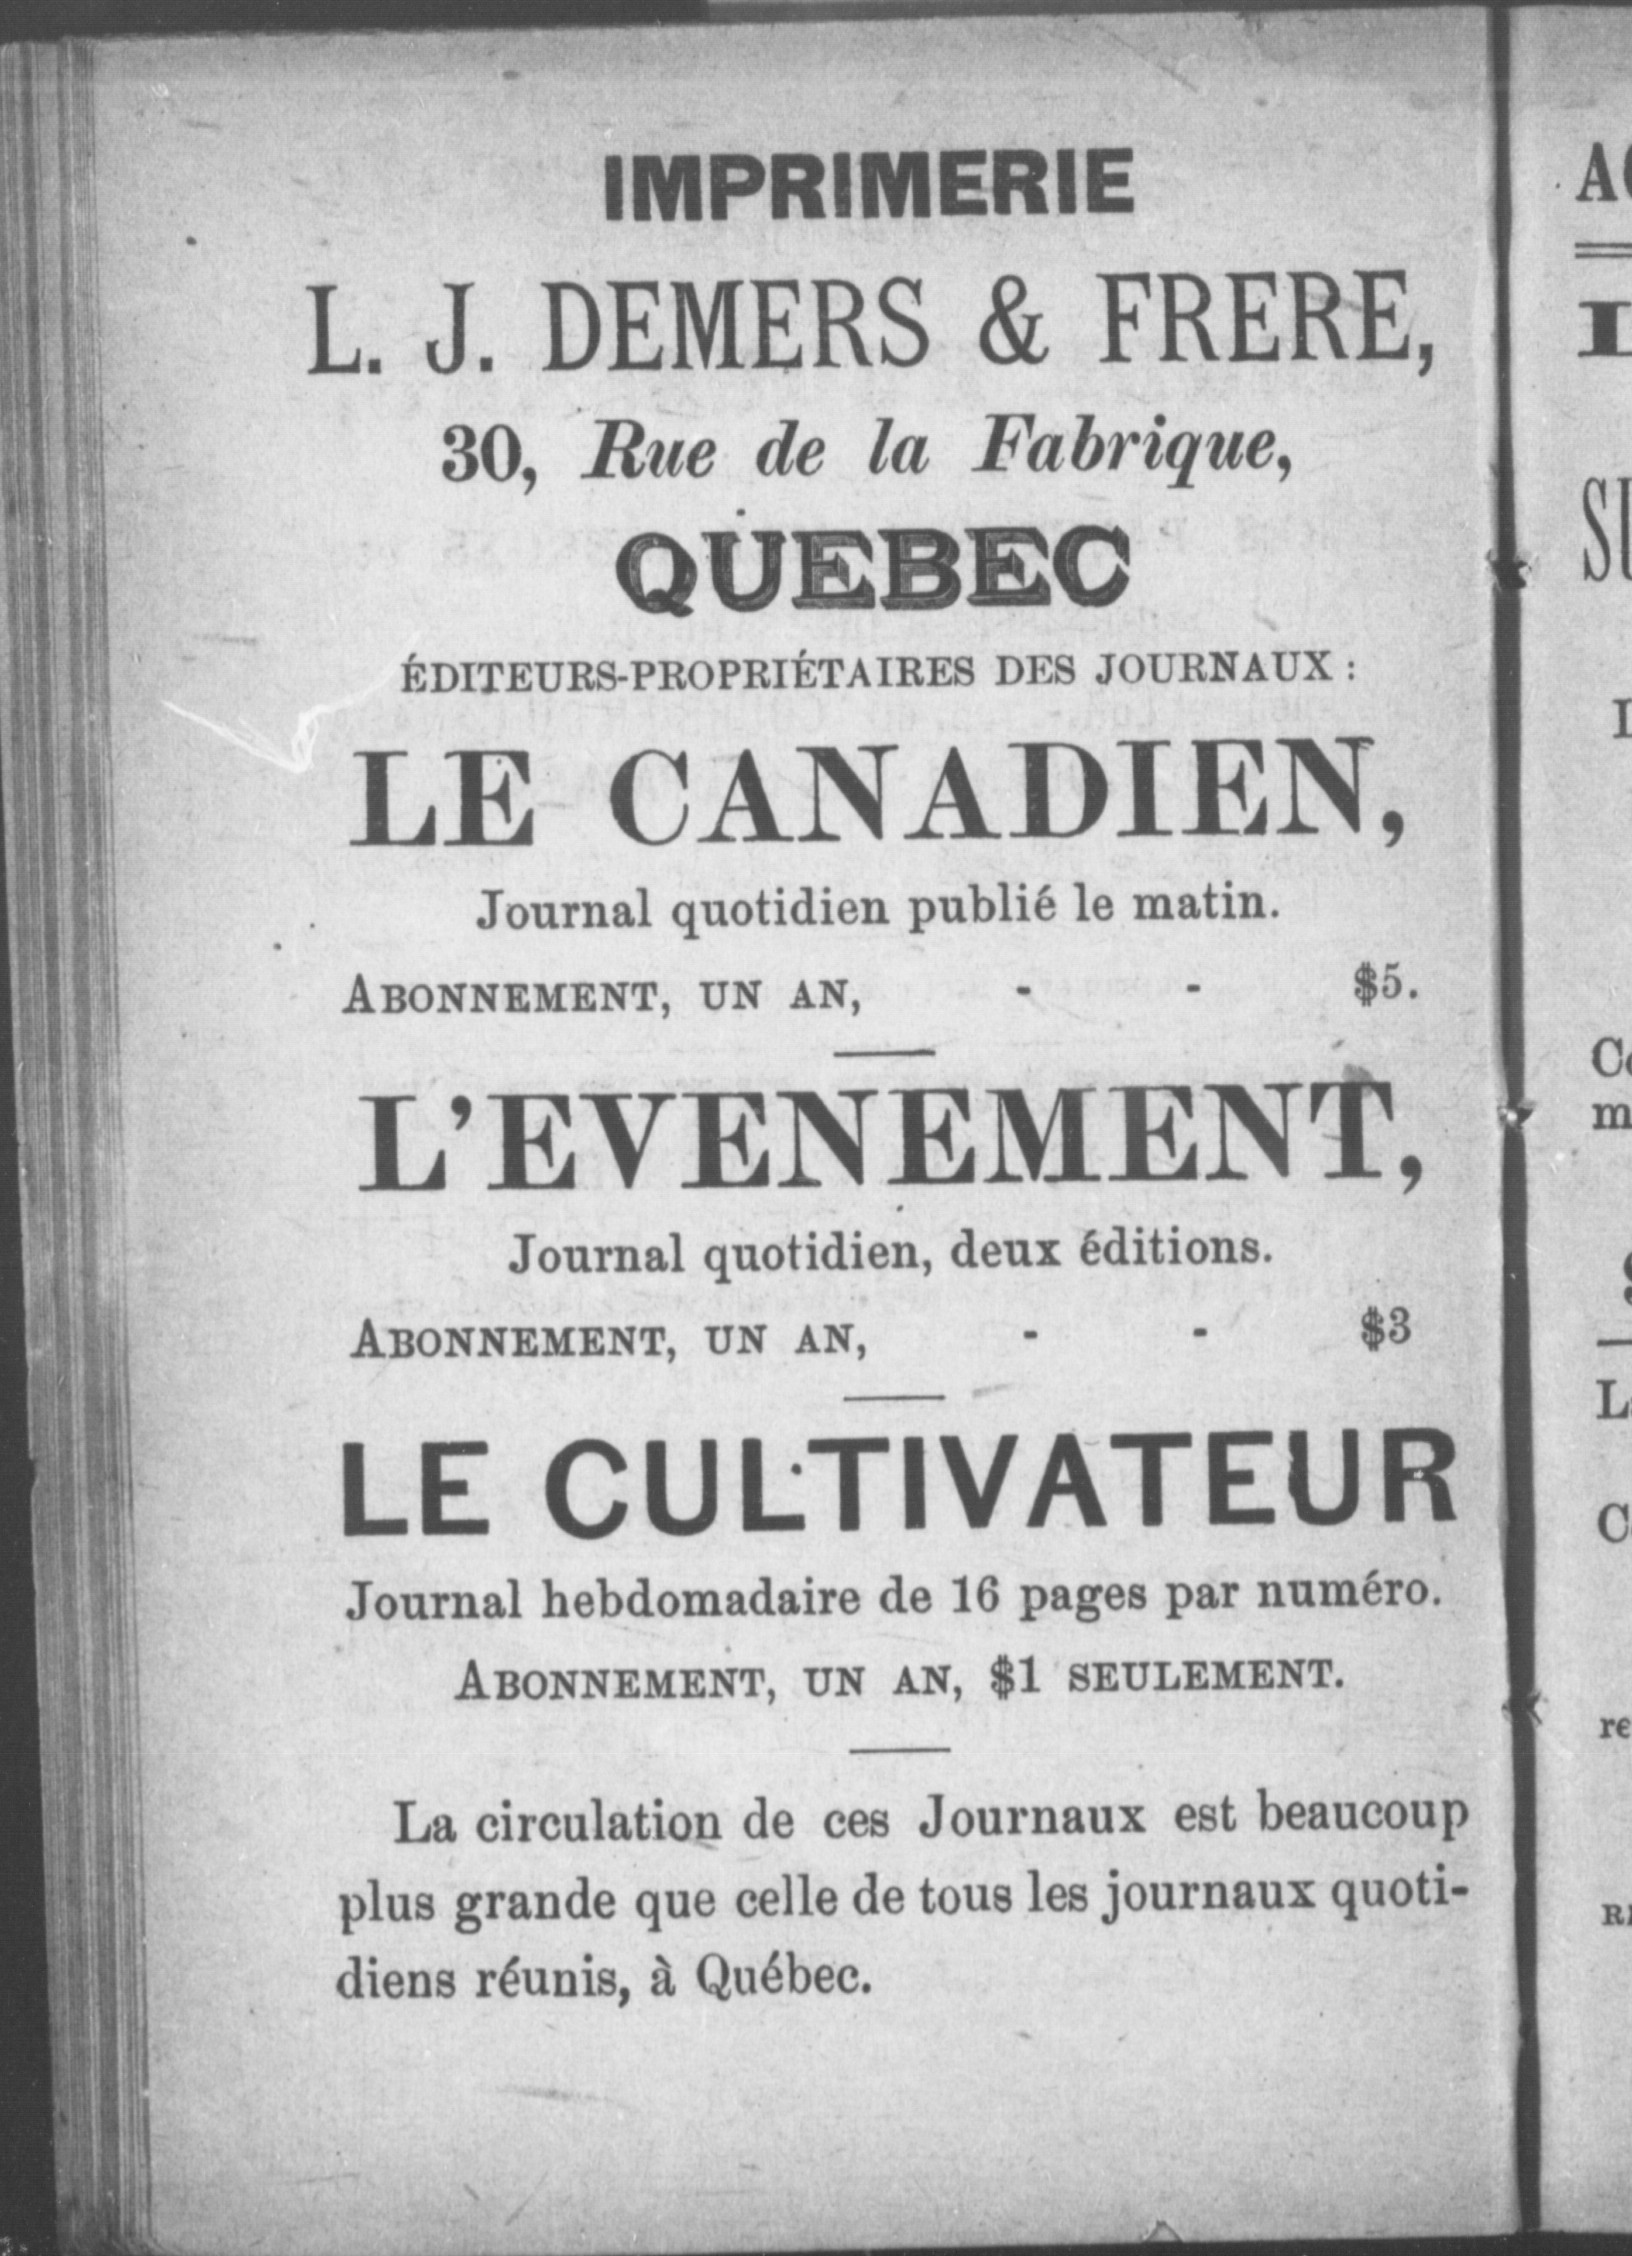 IMPRIMERIE
L. J. DEMERS & FRERE,
30, Rue de la Fabrique,
QUEBEC
ÉDITEURS-PROPRIÉTAIRES DES JOURNAUX :
LE CANADIEN,
Journal quotidien publié le matin.
ABONNEMENT, UN AN, - - $5.
L'EVENEMENT,
Journal quotidien, deux éditions.
ABONNEMENT, UN AN, - - $3
LE CULTIVATEUR
Journal hebdomadaire de 16 pages par numéro.
ABONNEMENT, UN AN, $1 SEULEMENT.
La circulation de ces Journaux est beaucoup
plus grande que celle de tous les journaux quoti-
diens réunis, à Québec.